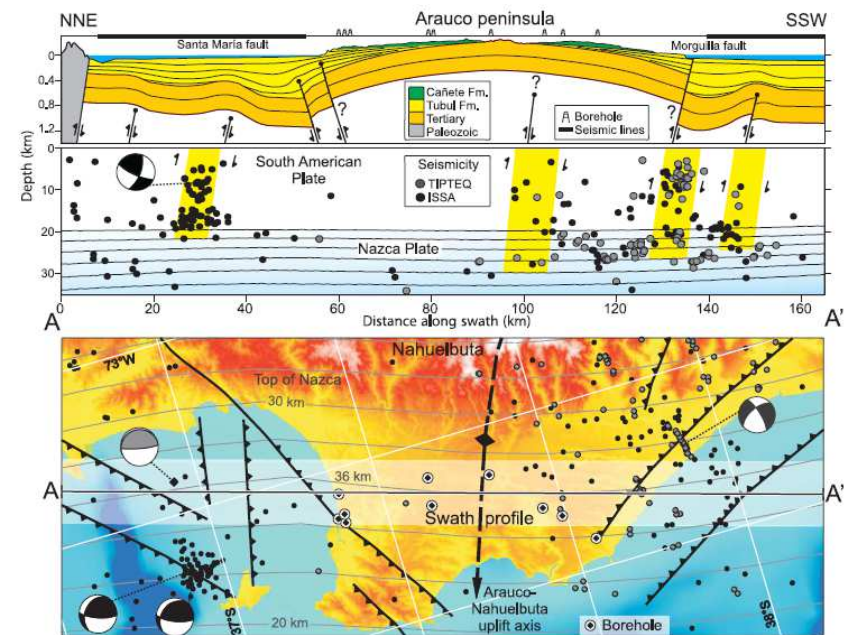 NNE
Arauco peninsula
SSW
Santa María fault
Morguilla fault
0
0.4
0.8
1.2
?
?
?
?
Cañete Fm.
Tubul Fm.
Tertiary
Paleozoic
Borehole
Seismic lines
Depth (km)
0
10
20
30
South American
Plate
Seismicity
TIPTEQ
ISSA
Nazca Plate
0
20
40
60
80
100
120
140
160
A
Distance along swath (km)
A'
73°W
Nahuelbuta
Top of Nazca
30 km
36 km
A
A'
Swath profile
Arauco-
Nahuelbuta
uplift axis
37°S
38°S
20 km
Borehole